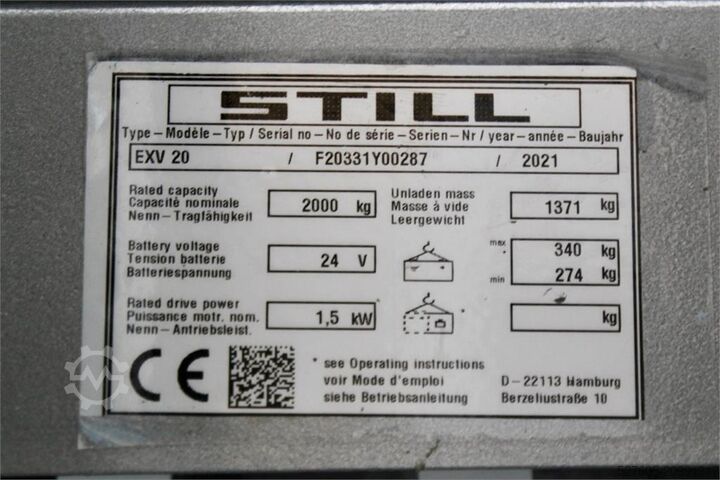 STILL
Type – Modèle – Typ / Serial no – No de série – Serien – Nr / year – année – Baujahr
EXV 20 / F20331Y00287 / 2021
Rated capacity
Capacité nominale
Nenn – Tragfähigkeit
2000 kg
Unladen mass
Masse à vide
Leergewicht
1371 kg
Battery voltage
Tension batterie
Batteriespannung
24 V
max 340 kg
min 274 kg
Rated drive power
Puissance motr. nom.
Nenn – Antriebsleist.
1,5 kW
kg
CE
* see Operating instructions
voir Mode d'emploi
siehe Betriebsanleitung
D – 22113 Hamburg
Berzeliusstraße 10